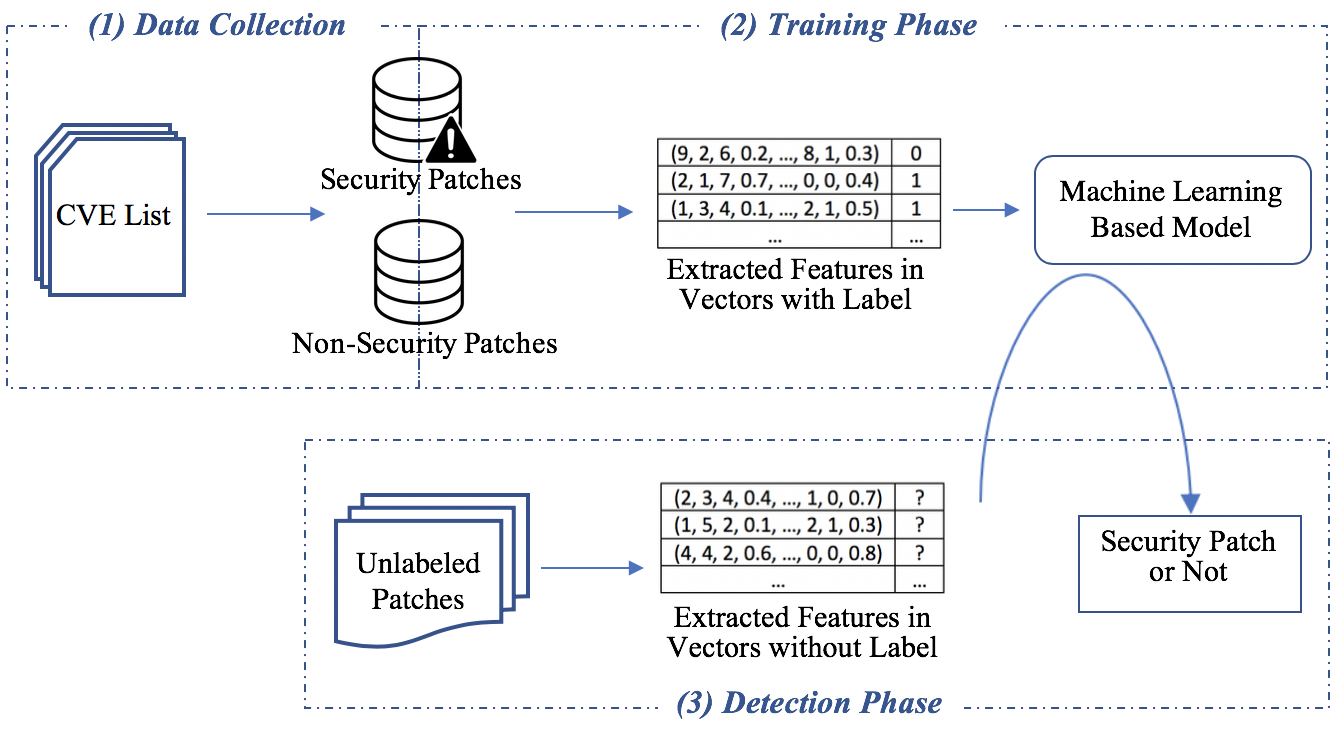 (1) Data Collection
(2) Training Phase
CVE List
Security Patches
Non-Security Patches
(9, 2, 6, 0.2, ..., 8, 1, 0.3) 0
(2, 1, 7, 0.7, ..., 0, 0, 0.4) 1
(1, 3, 4, 0.1, ..., 2, 1, 0.5) 1
... ...
Extracted Features in
Vectors with Label
Machine Learning
Based Model
Unlabeled
Patches
(2, 3, 4, 0.4, ..., 1, 0, 0.7) ?
(1, 5, 2, 0.1, ..., 2, 1, 0.3) ?
(4, 4, 2, 0.6, ..., 0, 0, 0.8) ?
... ...
Extracted Features in
Vectors without Label
Security Patch
or Not
(3) Detection Phase